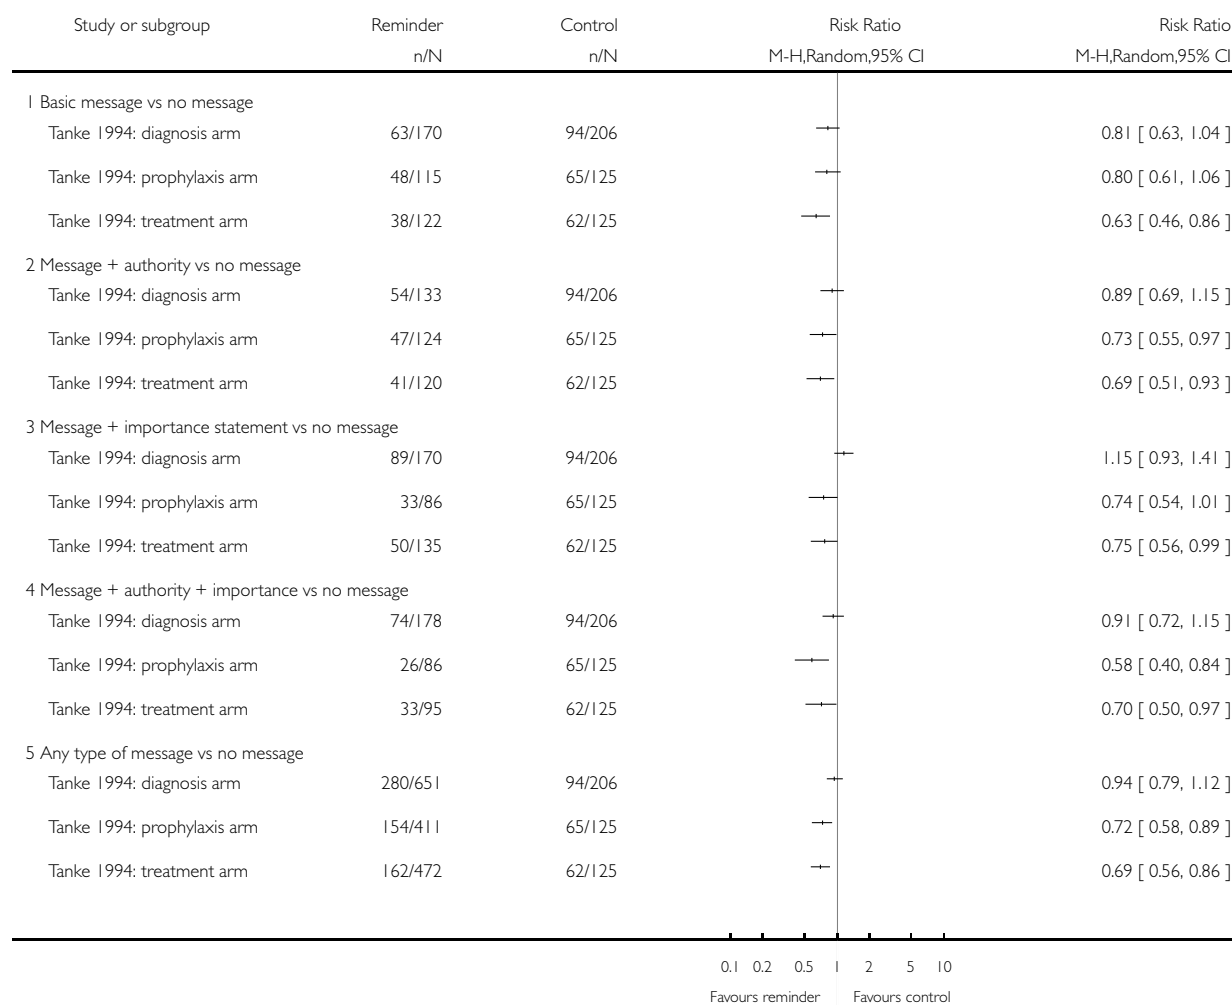 Study or subgroup Reminder Control Risk Ratio Risk Ratio
n/N n/N M-H,Random,95% CI M-H,Random,95% CI
1 Basic message vs no message
Tanke 1994: diagnosis arm 63/170 94/206 0.81 [ 0.63, 1.04 ]
Tanke 1994: prophylaxis arm 48/115 65/125 0.80 [ 0.61, 1.06 ]
Tanke 1994: treatment arm 38/122 62/125 0.63 [ 0.46, 0.86 ]
2 Message + authority vs no message
Tanke 1994: diagnosis arm 54/133 94/206 0.89 [ 0.69, 1.15 ]
Tanke 1994: prophylaxis arm 47/124 65/125 0.73 [ 0.55, 0.97 ]
Tanke 1994: treatment arm 41/120 62/125 0.69 [ 0.51, 0.93 ]
3 Message + importance statement vs no message
Tanke 1994: diagnosis arm 89/170 94/206 1.15 [ 0.93, 1.41 ]
Tanke 1994: prophylaxis arm 33/86 65/125 0.74 [ 0.54, 1.01 ]
Tanke 1994: treatment arm 50/135 62/125 0.75 [ 0.56, 0.99 ]
4 Message + authority + importance vs no message
Tanke 1994: diagnosis arm 74/178 94/206 0.91 [ 0.72, 1.15 ]
Tanke 1994: prophylaxis arm 26/86 65/125 0.58 [ 0.40, 0.84 ]
Tanke 1994: treatment arm 33/95 62/125 0.70 [ 0.50, 0.97 ]
5 Any type of message vs no message
Tanke 1994: diagnosis arm 280/651 94/206 0.94 [ 0.79, 1.12 ]
Tanke 1994: prophylaxis arm 154/411 65/125 0.72 [ 0.58, 0.89 ]
Tanke 1994: treatment arm 162/472 62/125 0.69 [ 0.56, 0.86 ]
0.1 0.2 0.5 1 2 5 10
Favours reminder Favours control